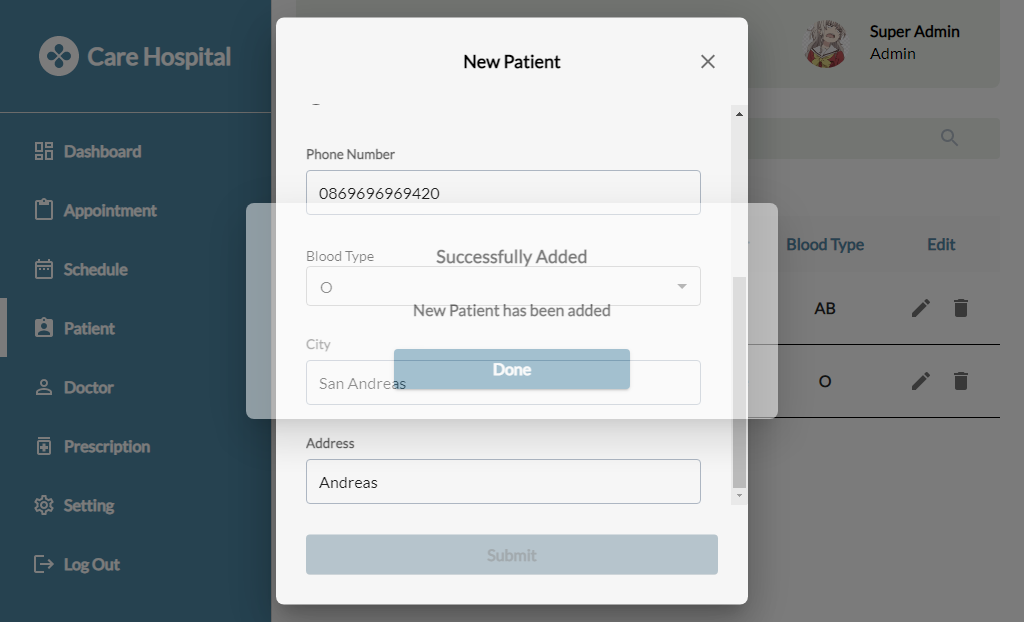 Care Hospital
Dashboard
Appointment
Schedule
Patient
Doctor
Prescription
Setting
Log Out
New Patient
Phone Number
0869696969420
Blood Type
O
City
San Andreas
Address
Andreas
Submit
Successfully Added
New Patient has been added
Done
Super Admin
Admin
Blood Type
Edit
AB
O